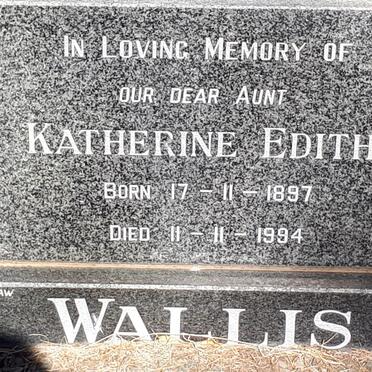 IN LOVING MEMORY OF
OUR DEAR AUNT
KATHERINE EDITH
BORN 17 - 11 - 1897
DIED 11 - 11 - 1994
WALLIS